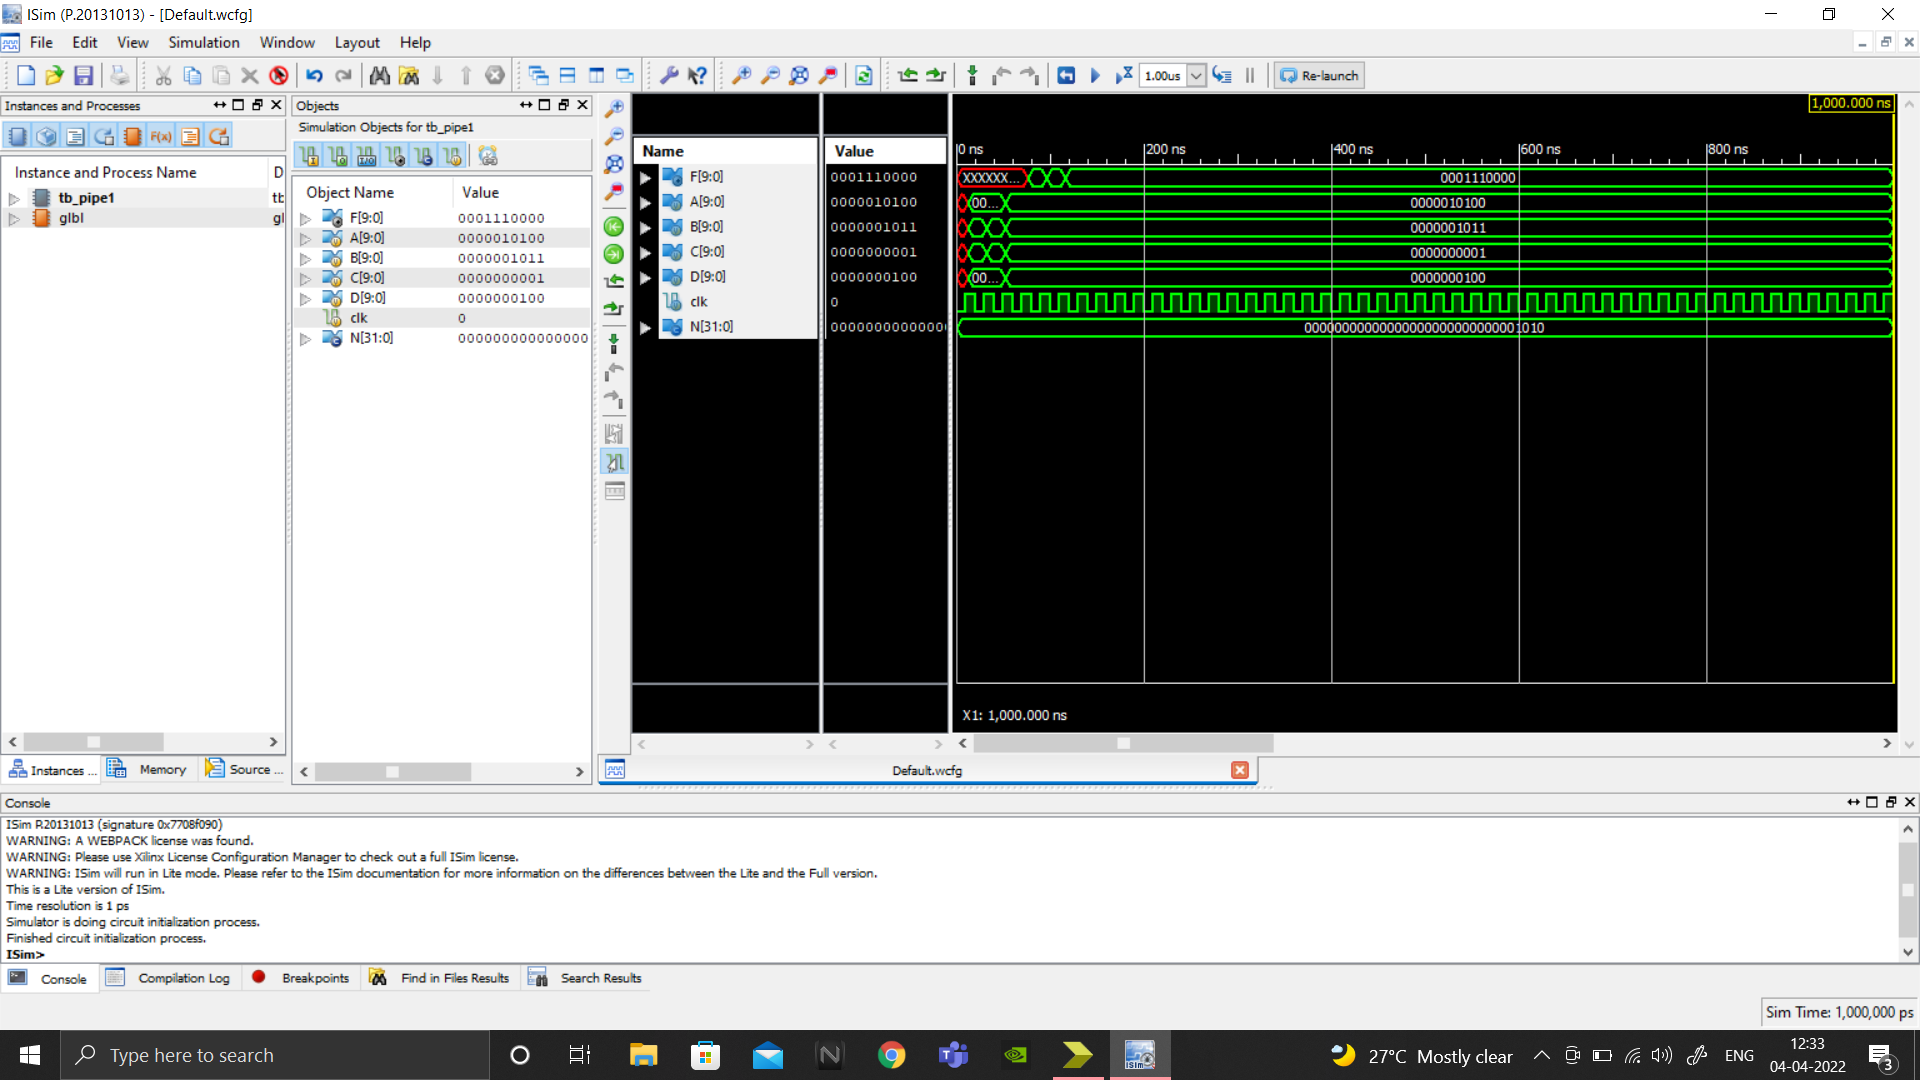 ISim (P.20131013) - [Default.wcfg]
File Edit View Simulation Window Layout Help
1.00us Re-launch
Instances and Processes
Instance and Process Name D
tb_pipe1 tb
glbl gl
Instances ... Memory Source ...
Objects
Simulation Objects for tb_pipe1
Object Name Value
F[9:0] 0001110000
A[9:0] 0000010100
B[9:0] 0000001011
C[9:0] 0000000001
D[9:0] 0000000100
clk 0
N[31:0] 000000000000000
Name Value
F[9:0] 0001110000
A[9:0] 0000010100
B[9:0] 0000001011
C[9:0] 0000000001
D[9:0] 0000000100
clk 0
N[31:0] 00000000000000
1,000.000 ns
0 ns 200 ns 400 ns 600 ns 800 ns
XXXXXX... 0001110000
00... 0000010100
0000001011
0000000001
00... 0000000100
00000000000000000000000000001010
X1: 1,000.000 ns
Default.wcfg
Console
ISim P.20131013 (signature 0x7708f090)
WARNING: A WEBPACK license was found.
WARNING: Please use Xilinx License Configuration Manager to check out a full ISim license.
WARNING: ISim will run in Lite mode. Please refer to the ISim documentation for more information on the differences between the Lite and the Full version.
This is a Lite version of ISim.
Time resolution is 1 ps
Simulator is doing circuit initialization process.
Finished circuit initialization process.
ISim>
Console Compilation Log Breakpoints Find in Files Results Search Results
Sim Time: 1,000,000 ps
Type here to search
27°C Mostly clear ENG
12:33
04-04-2022
3